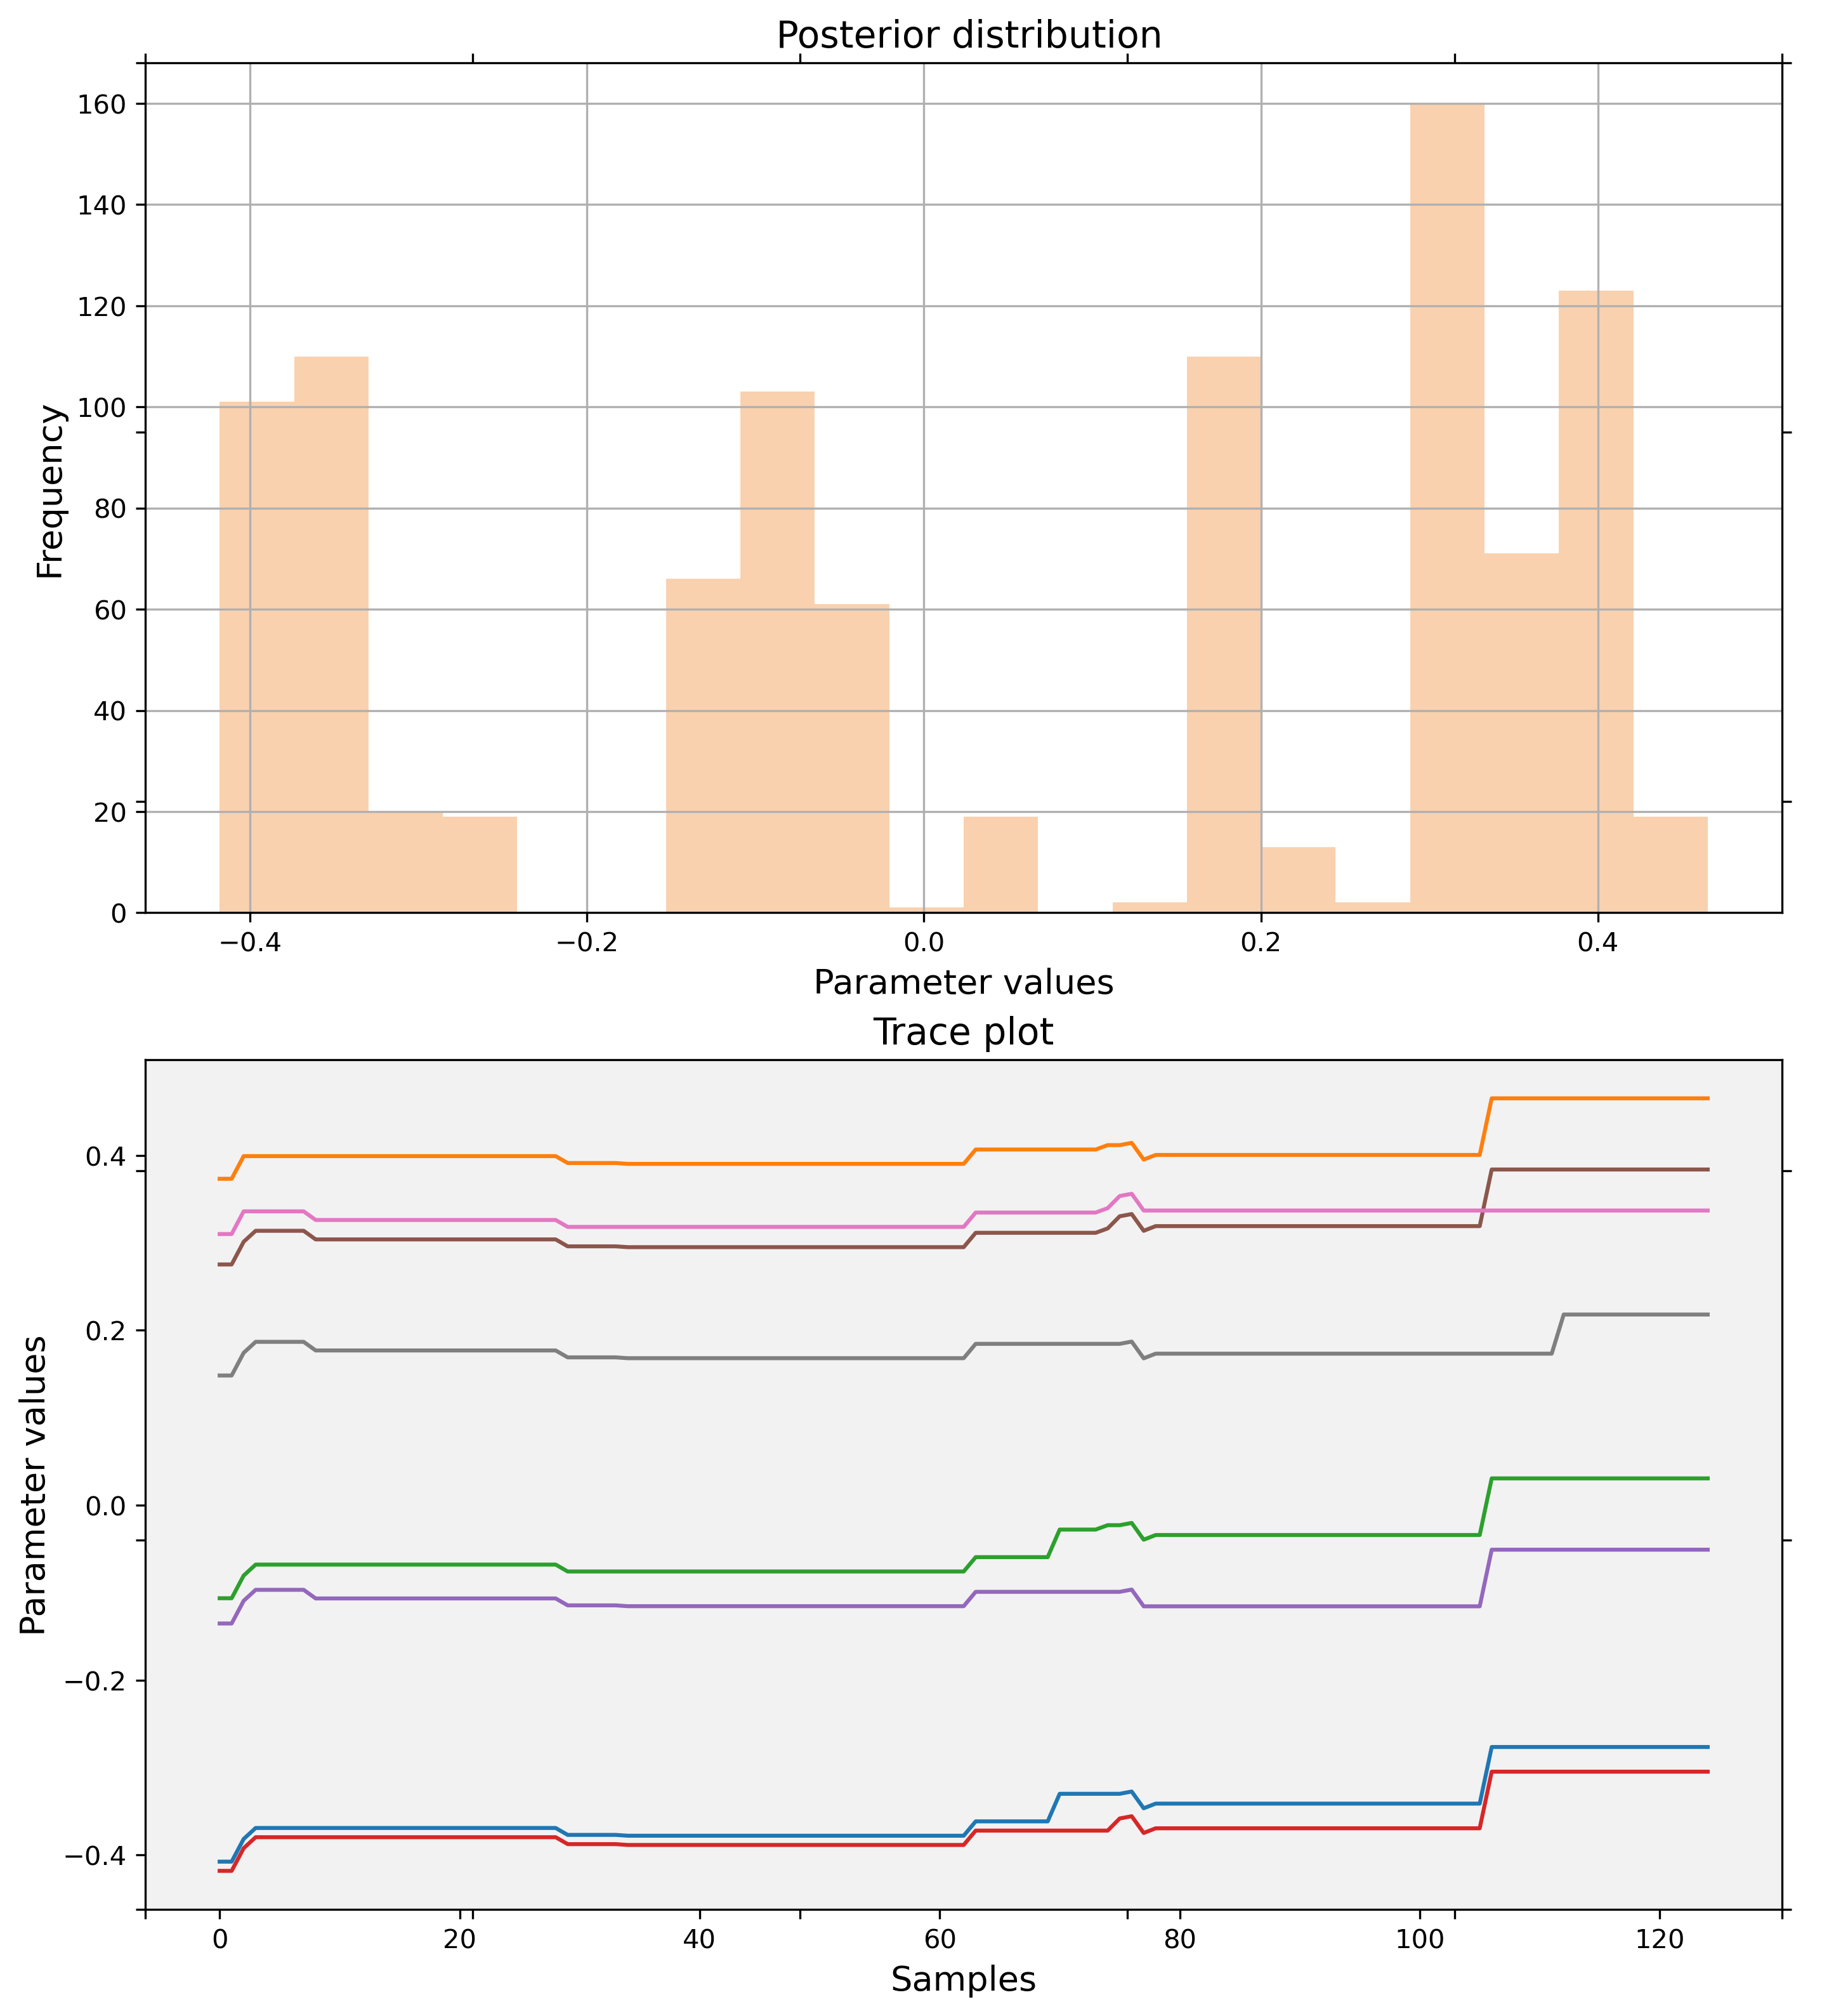 Posterior distribution
160
140
120
100
80
60
40
20
0
Frequency
−0.4 −0.2 0.0 0.2 0.4
Parameter values
Trace plot
0.4
0.2
0.0
−0.2
−0.4
Parameter values
0 20 40 60 80 100 120
Samples